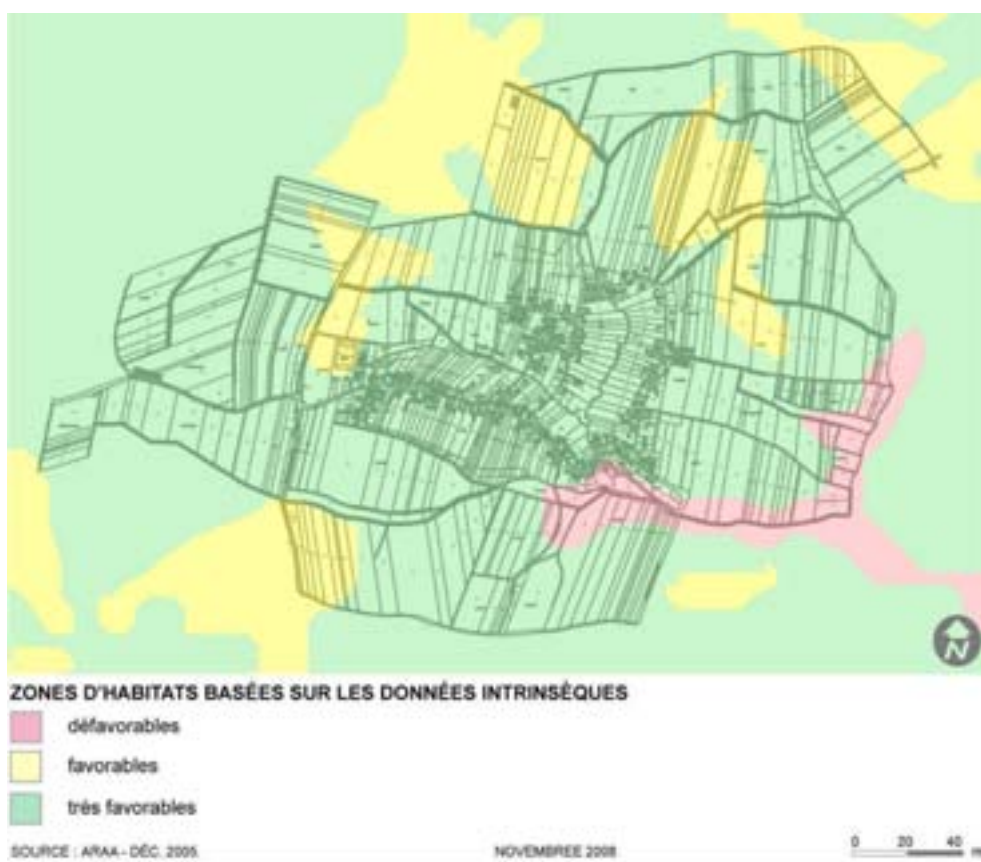 N
ZONES D'HABITATS BASÉES SUR LES DONNÉES INTRINSÈQUES
défavorables
favorables
très favorables
SOURCE : ARAA - DÉC. 2005.
NOVEMBREE 2008
0 20 40 m